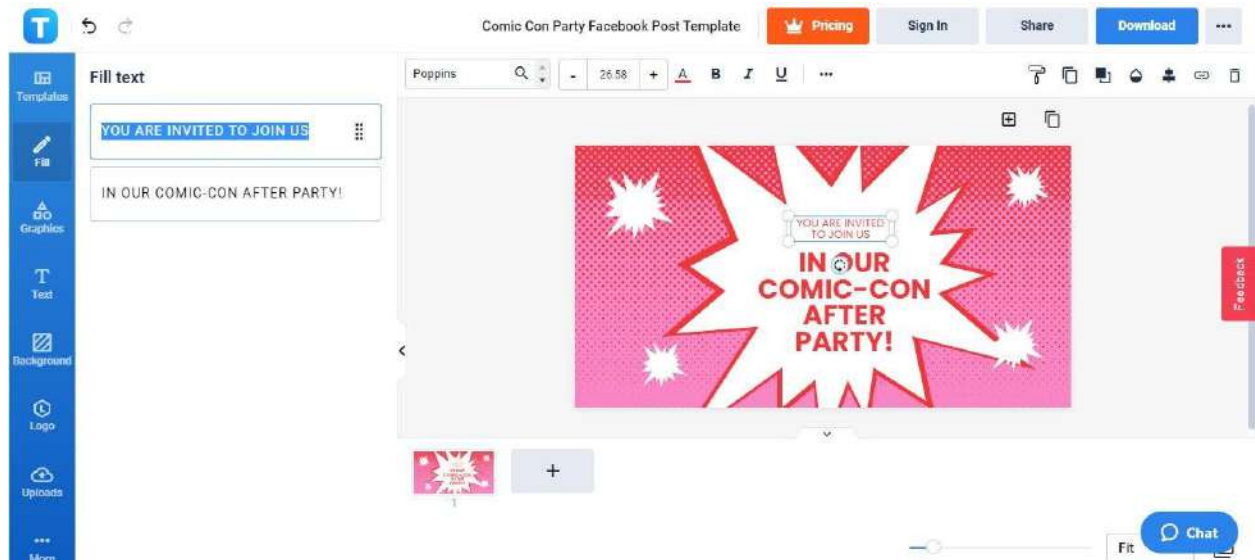 T
Comic Con Party Facebook Post Template
Pricing
Sign In
Share
Download
Templates
Fill
Graphics
Text
Background
Logo
Uploads
More
Fill text
YOU ARE INVITED TO JOIN US
IN OUR COMIC-CON AFTER PARTY!
Poppins
- 26.58 +
A B I U
YOU ARE INVITED
TO JOIN US
IN OUR
COMIC-CON
AFTER
PARTY!
Feedback
+
1
Fit
Chat